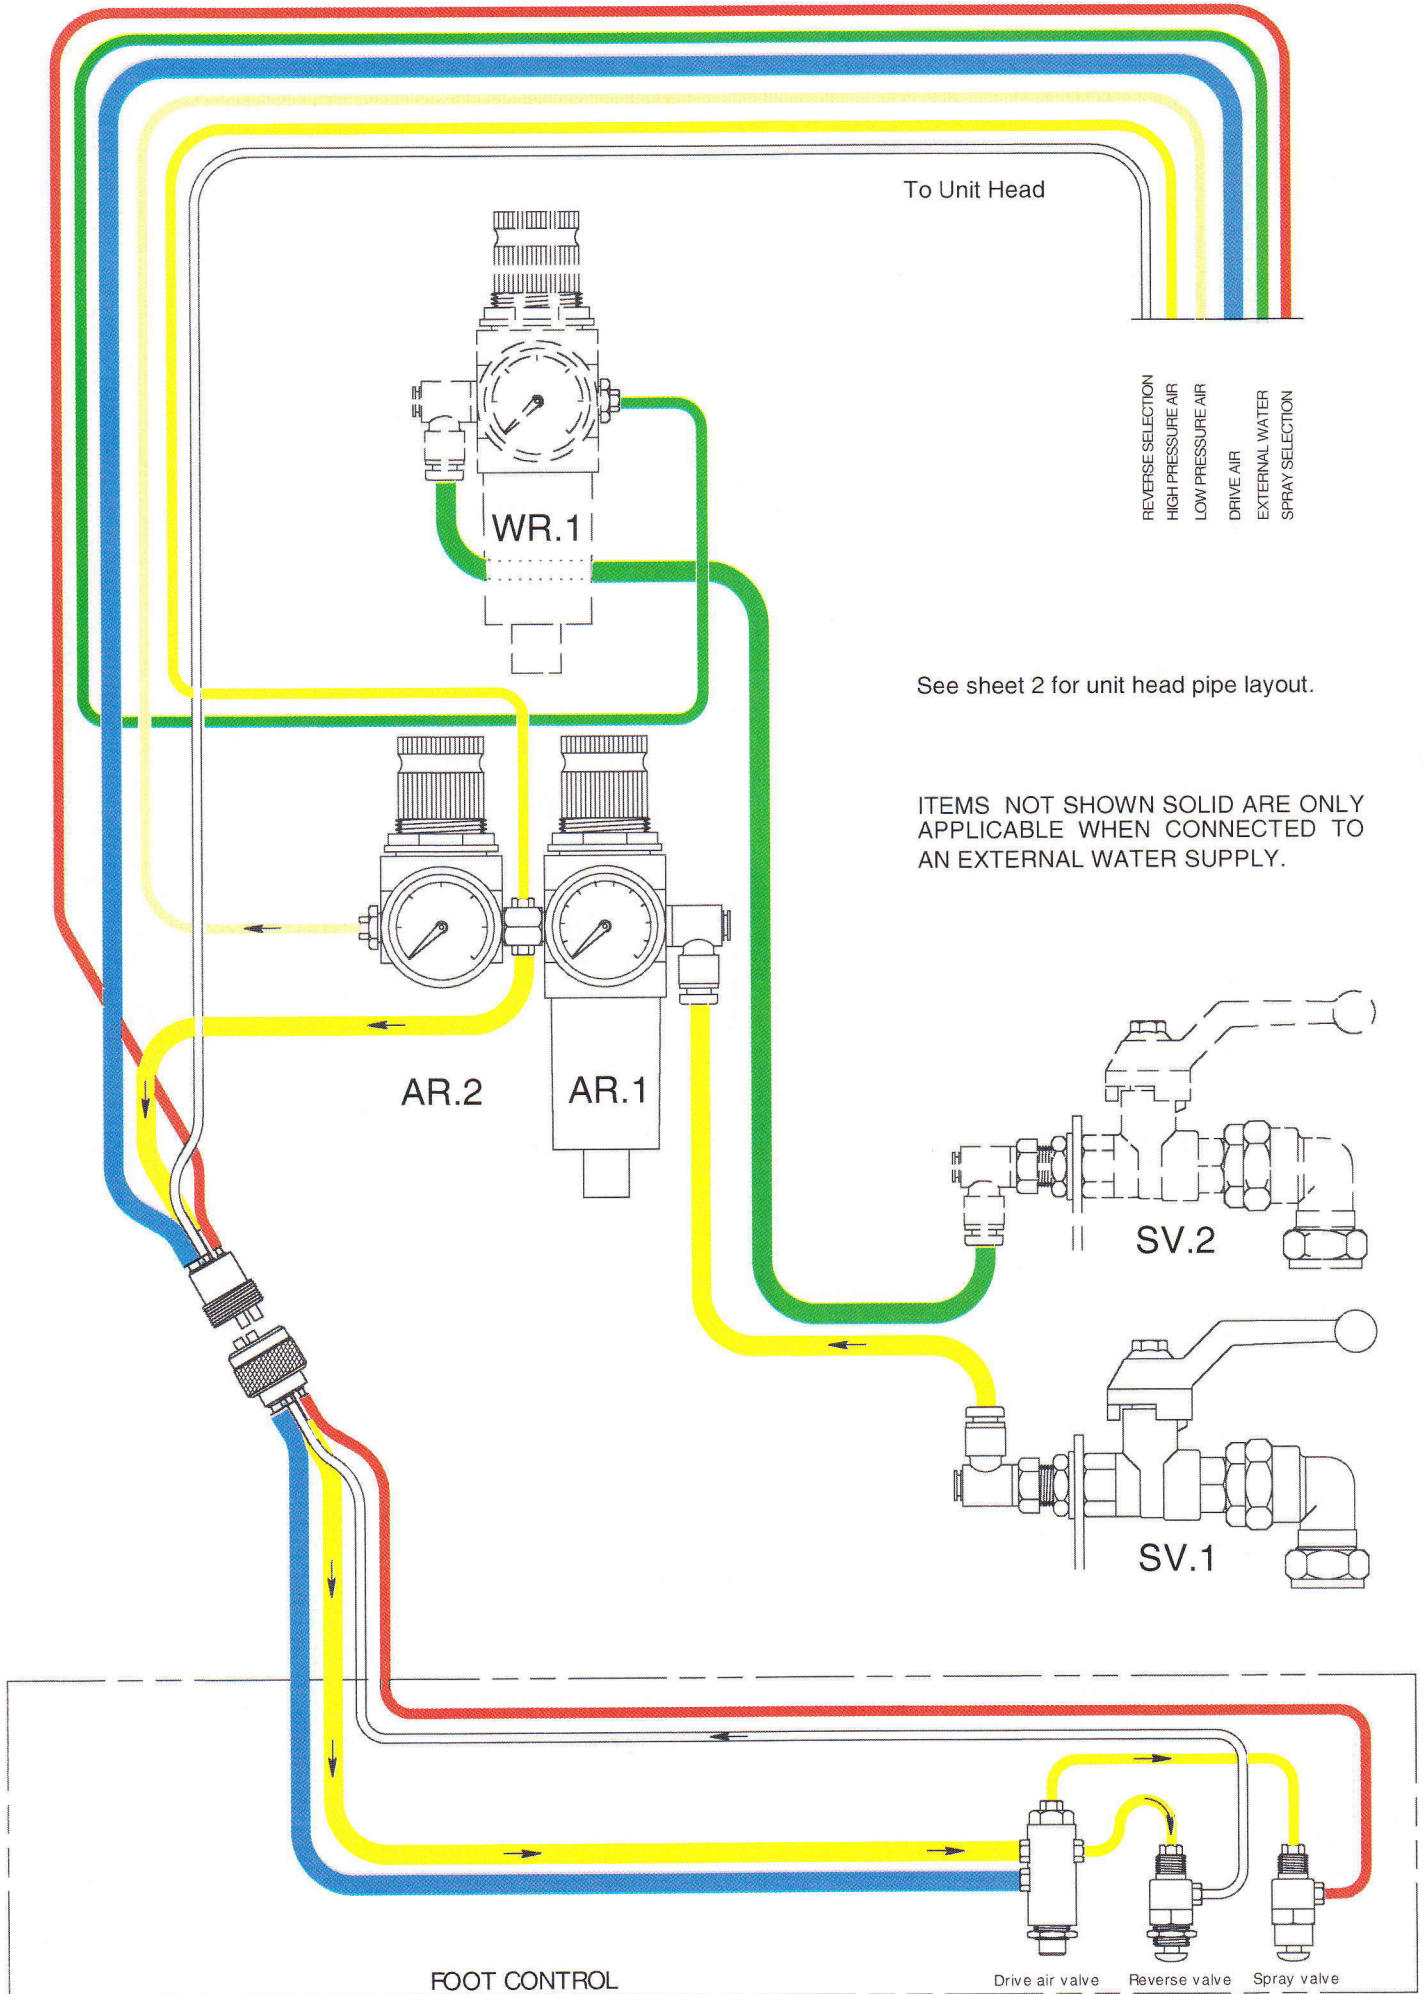 To Unit Head
REVERSE SELECTION
HIGH PRESSURE AIR
LOW PRESSURE AIR
DRIVE AIR
EXTERNAL WATER
SPRAY SELECTION
WR.1
See sheet 2 for unit head pipe layout.
ITEMS NOT SHOWN SOLID ARE ONLY
APPLICABLE WHEN CONNECTED TO
AN EXTERNAL WATER SUPPLY.
AR.2
AR.1
SV.2
SV.1
FOOT CONTROL
Drive air valve
Reverse valve
Spray valve